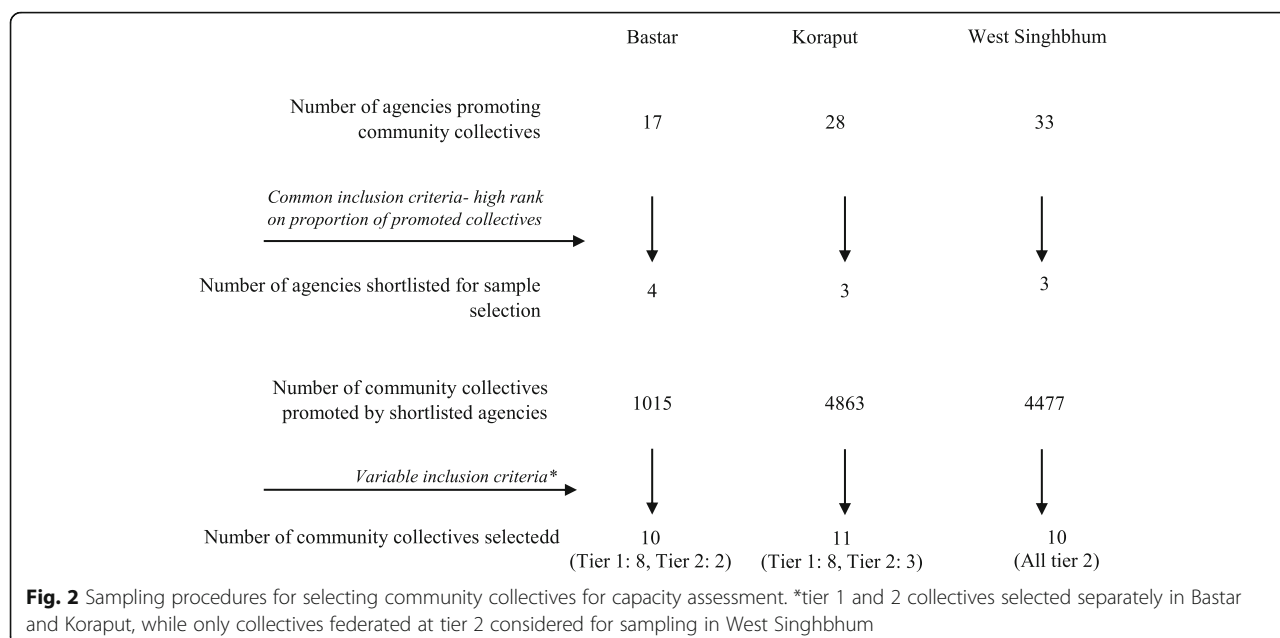 Bastar Koraput West Singhbhum
Number of agencies promoting
community collectives
17 28 33
Common inclusion criteria- high rank
on proportion of promoted collectives
Number of agencies shortlisted for sample
selection
4 3 3
Number of community collectives
promoted by shortlisted agencies
1015 4863 4477
Variable inclusion criteria*
Number of community collectives selectedd
10 11 10
(Tier 1: 8, Tier 2: 2) (Tier 1: 8, Tier 2: 3) (All tier 2)
Fig. 2 Sampling procedures for selecting community collectives for capacity assessment. *tier 1 and 2 collectives selected separately in Bastar
and Koraput, while only collectives federated at tier 2 considered for sampling in West Singhbhum